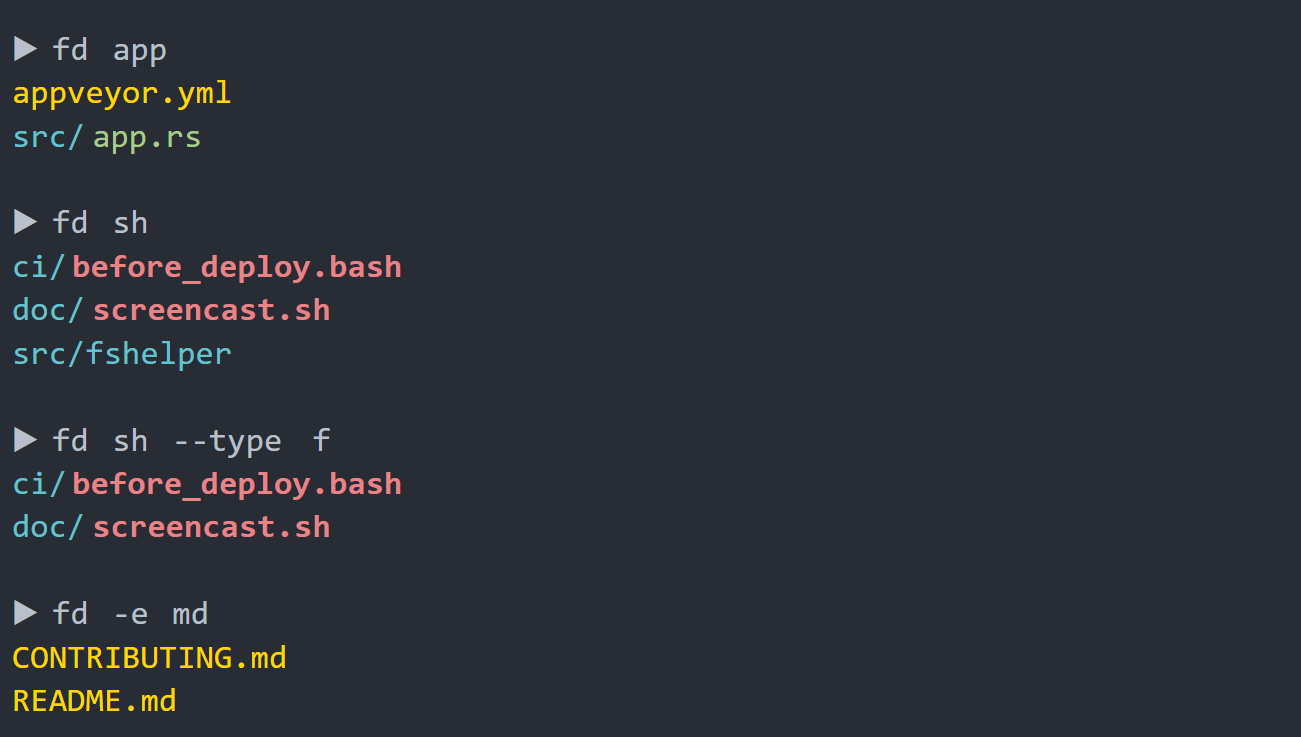 ▶ fd app
appveyor.yml
src/app.rs
▶ fd sh
ci/before_deploy.bash
doc/screencast.sh
src/fshelper
▶ fd sh --type f
ci/before_deploy.bash
doc/screencast.sh
▶ fd -e md
CONTRIBUTING.md
README.md